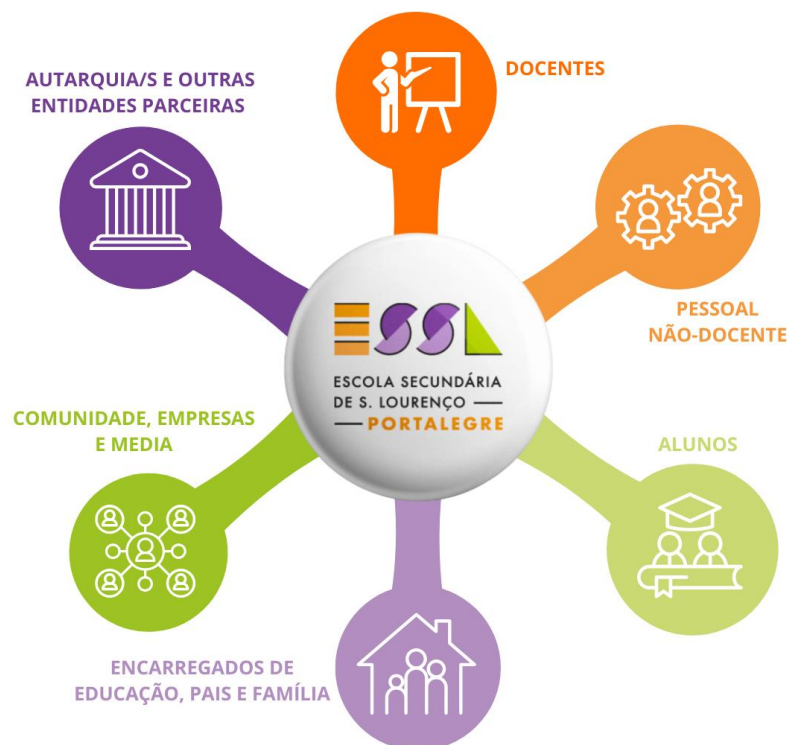 DOCENTES
AUTARQUIA/S E OUTRAS
ENTIDADES PARCEIRAS
PESSOAL
NÃO-DOCENTE
ESSL
ESCOLA SECUNDÁRIA
DE S. LOURENÇO
PORTALEGRE
COMUNIDADE, EMPRESAS
E MEDIA
ALUNOS
ENCARREGADOS DE
EDUCAÇÃO, PAIS E FAMÍLIA